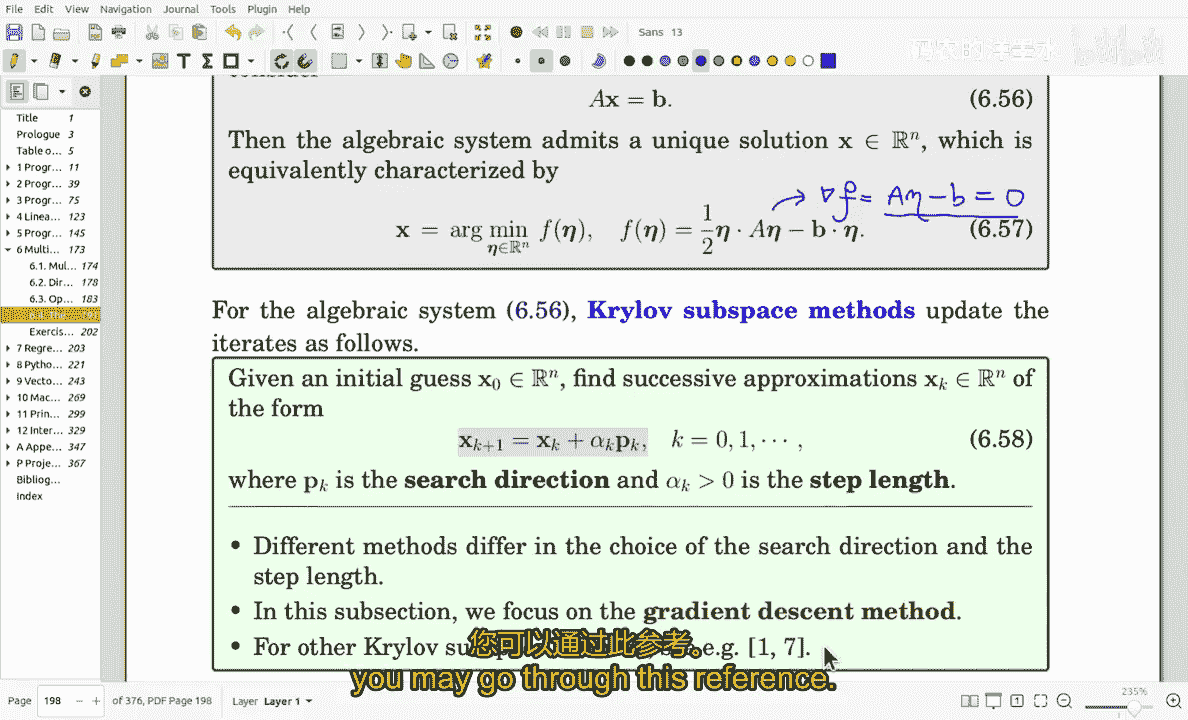 File Edit View Navigation Journal Tools Plugin Help
Sans 13
Title 1
Prologue 3
Table o... 5
1 Progr... 11
2 Progr... 39
3 Progr... 75
4 Linea... 123
5 Progr... 145
6 Multi... 173
6.1. Mul... 174
6.2. Dir... 178
6.3. Op... 183
Exercis... 202
7 Regre... 203
8 Pytho... 221
9 Vecto... 243
10 Mac... 269
11 Prin... 299
12 Inter... 329
A Appe... 347
P Proje... 367
Bibliog...
Index
Ax = b. (6.56)
Then the algebraic system admits a unique solution x ∈ ℝⁿ, which is
equivalently characterized by
→ ∇f = Aη − b = 0
x = arg min_{η∈ℝⁿ} f(η), f(η) = 1/2 η · Aη − b · η. (6.57)
For the algebraic system (6.56), Krylov subspace methods update the
iterates as follows.
Given an initial guess x₀ ∈ ℝⁿ, find successive approximations xₖ ∈ ℝⁿ of
the form
xₖ₊₁ = xₖ + αₖpₖ, k = 0, 1, ⋯ , (6.58)
where pₖ is the search direction and αₖ > 0 is the step length.
• Different methods differ in the choice of the search direction and the
step length.
• In this subsection, we focus on the gradient descent method.
• For other Krylov su e.g. [1, 7].
您可以通过此参考。
you may go through this reference.
Page 198 of 376, PDF Page 198 Layer Layer 1 235%